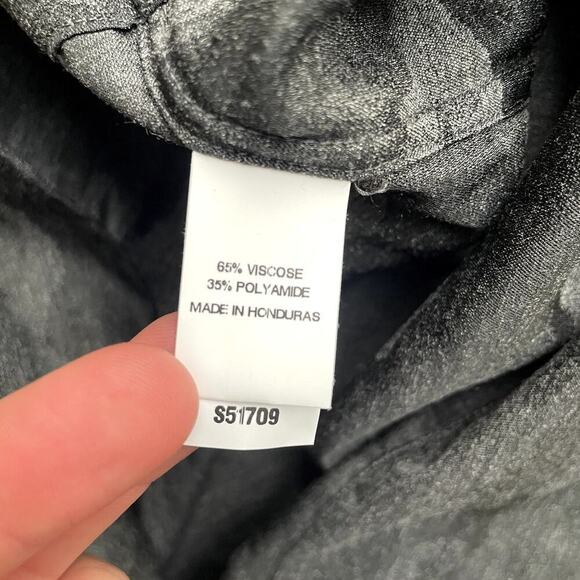 65% VISCOSE
35% POLYAMIDE
MADE IN HONDURAS
S51709